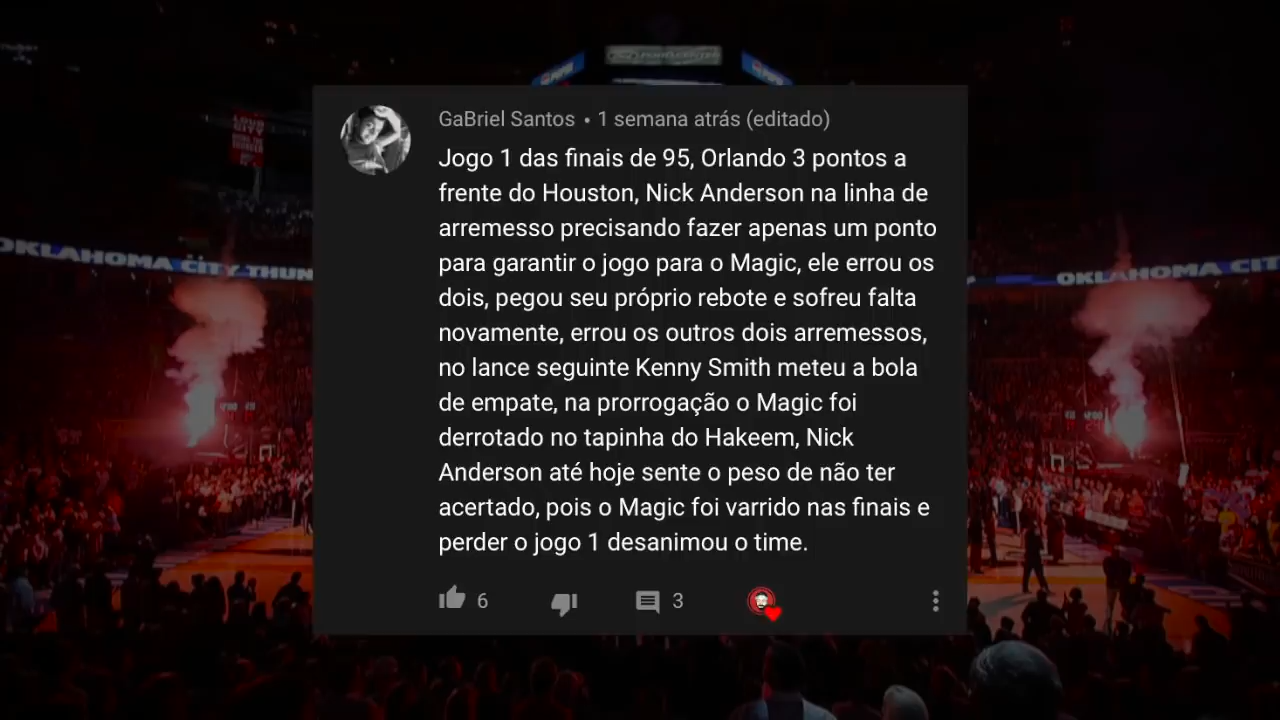 GaBriel Santos • 1 semana atrás (editado)
Jogo 1 das finais de 95, Orlando 3 pontos a
frente do Houston, Nick Anderson na linha de
arremesso precisando fazer apenas um ponto
para garantir o jogo para o Magic, ele errou os
dois, pegou seu próprio rebote e sofreu falta
novamente, errou os outros dois arremessos,
no lance seguinte Kenny Smith meteu a bola
de empate, na prorrogação o Magic foi
derrotado no tapinha do Hakeem, Nick
Anderson até hoje sente o peso de não ter
acertado, pois o Magic foi varrido nas finais e
perder o jogo 1 desanimou o time.
6
3
OKLAHOMA CITY THUN
OKLAHOMA CIT
LOUD
CITY